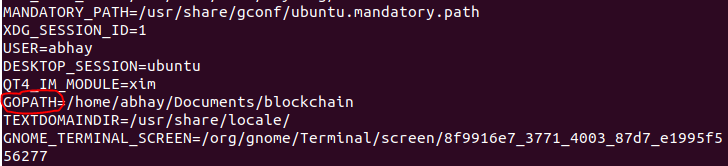 MANDATORY_PATH=/usr/share/gconf/ubuntu.mandatory.path
XDG_SESSION_ID=1
USER=abhay
DESKTOP_SESSION=ubuntu
QT4_IM_MODULE=xim
GOPATH=/home/abhay/Documents/blockchain
TEXTDOMAINDIR=/usr/share/locale/
GNOME_TERMINAL_SCREEN=/org/gnome/Terminal/screen/8f9916e7_3771_4003_87d7_e1995f5
56277